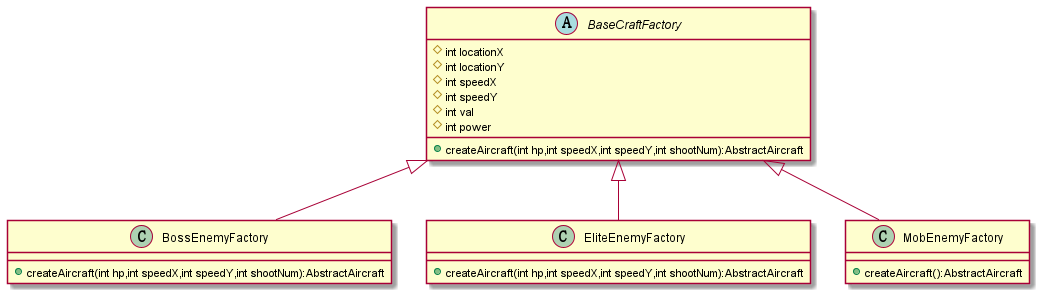 A BaseCraftFactory
int locationX
int locationY
int speedX
int speedY
int val
int power
createAircraft(int hp,int speedX,int speedY,int shootNum):AbstractAircraft
C BossEnemyFactory
createAircraft(int hp,int speedX,int speedY,int shootNum):AbstractAircraft
C EliteEnemyFactory
createAircraft(int hp,int speedX,int speedY,int shootNum):AbstractAircraft
C MobEnemyFactory
createAircraft():AbstractAircraft